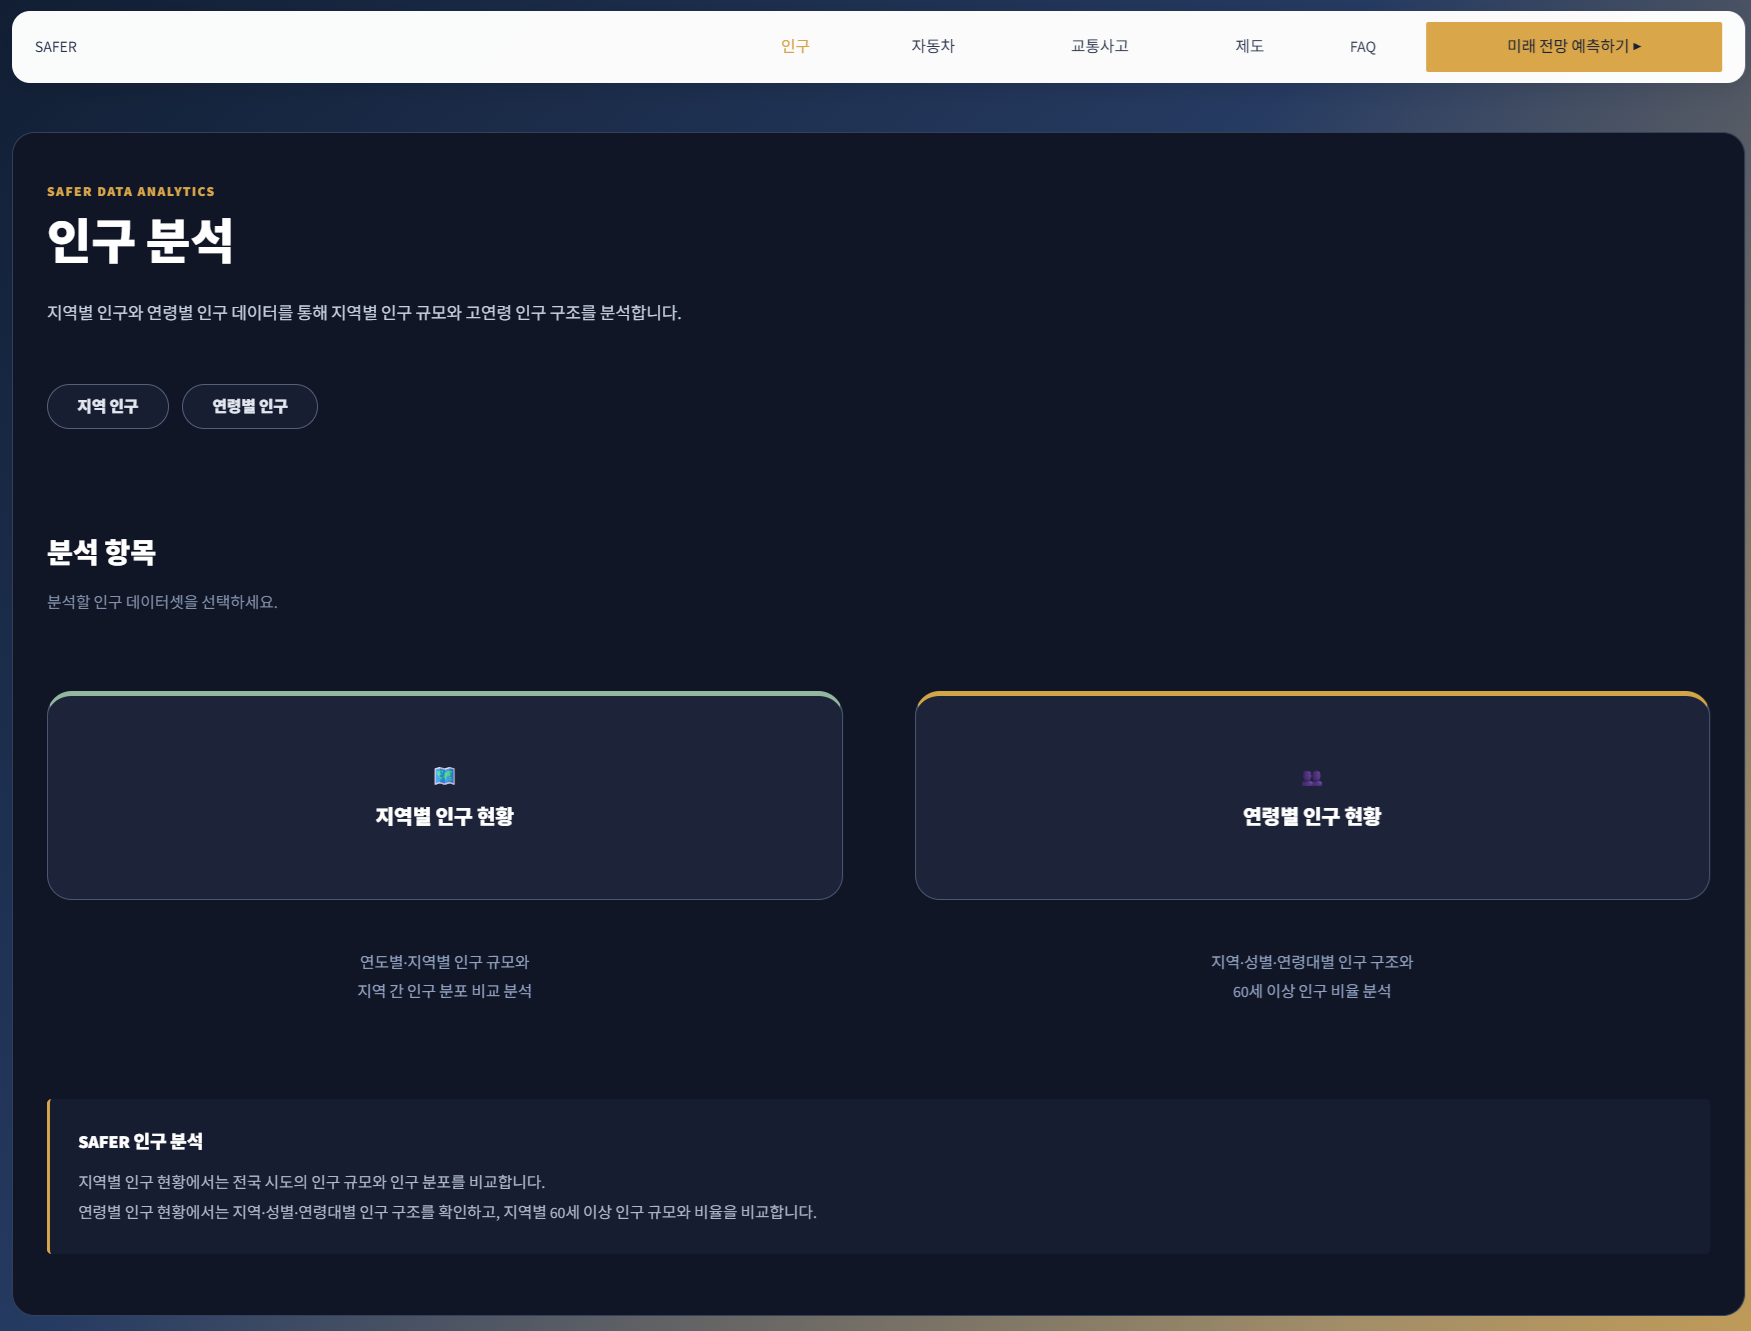 SAFER
인구
자동차
교통사고
제도
FAQ
미래 전망 예측하기 ▶
SAFER DATA ANALYTICS
인구 분석
지역별 인구와 연령별 인구 데이터를 통해 지역별 인구 규모와 고연령 인구 구조를 분석합니다.
지역 인구
연령별 인구
분석 항목
분석할 인구 데이터셋을 선택하세요.
지역별 인구 현황
연령별 인구 현황
연도별·지역별 인구 규모와
지역 간 인구 분포 비교 분석
지역·성별·연령대별 인구 구조와
60세 이상 인구 비율 분석
SAFER 인구 분석
지역별 인구 현황에서는 전국 시도의 인구 규모와 인구 분포를 비교합니다.
연령별 인구 현황에서는 지역·성별·연령대별 인구 구조를 확인하고, 지역별 60세 이상 인구 규모와 비율을 비교합니다.